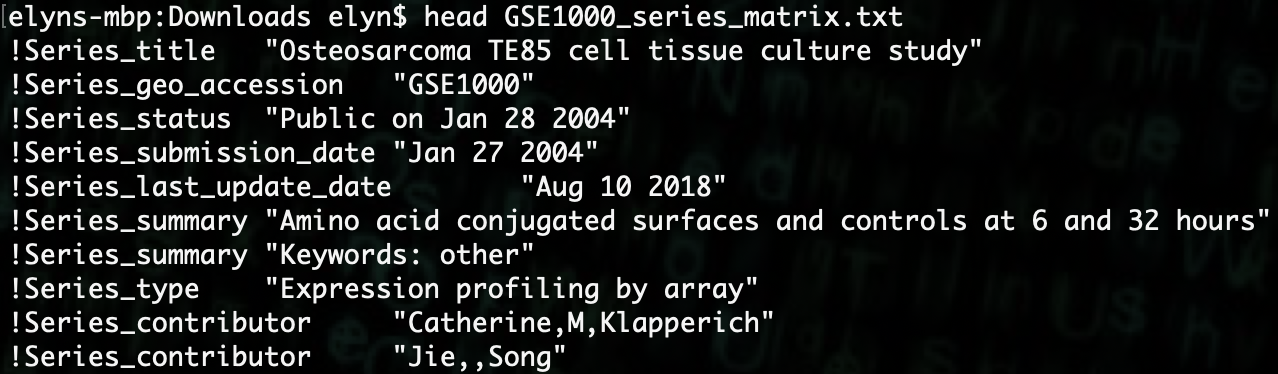 elyns-mbp:Downloads elyn$ head GSE1000_series_matrix.txt
!Series_title	"Osteosarcoma TE85 cell tissue culture study"
!Series_geo_accession	"GSE1000"
!Series_status	"Public on Jan 28 2004"
!Series_submission_date	"Jan 27 2004"
!Series_last_update_date	"Aug 10 2018"
!Series_summary	"Amino acid conjugated surfaces and controls at 6 and 32 hours"
!Series_summary	"Keywords: other"
!Series_type	"Expression profiling by array"
!Series_contributor	"Catherine,M,Klapperich"
!Series_contributor	"Jie,,Song"